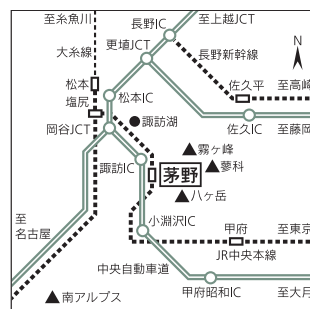 至糸魚川
長野IC
至上越JCT
更埴JCT
大糸線
長野新幹線
N
松本
佐久平
至高崎
塩尻
松本IC
諏訪湖
佐久IC
至藤岡
岡谷JCT
霧ヶ峰
諏訪IC
茅野
蓼科
八ヶ岳
至
名古屋
小淵沢IC
甲府
至東京
JR中央本線
中央自動車道
南アルプス
甲府昭和IC
至大月